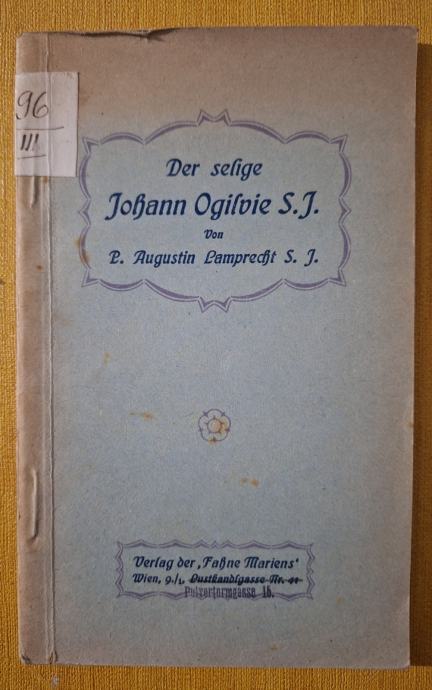 96
III
Der selige
Johann Ogilvie S.J.
Von
P. Augustin Lamprecht S. J.
Verlag der ‚Fahne Mariens‘
Wien, 9./1, Lustkandlgasse Nr. 41
Pulverturmgasse 15.